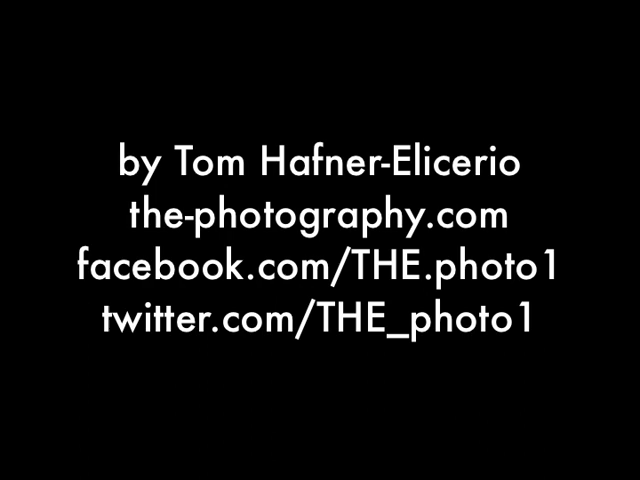 by Tom Hafner-Elicerio
the-photography.com
facebook.com/THE.photo1
twitter.com/THE_photo1